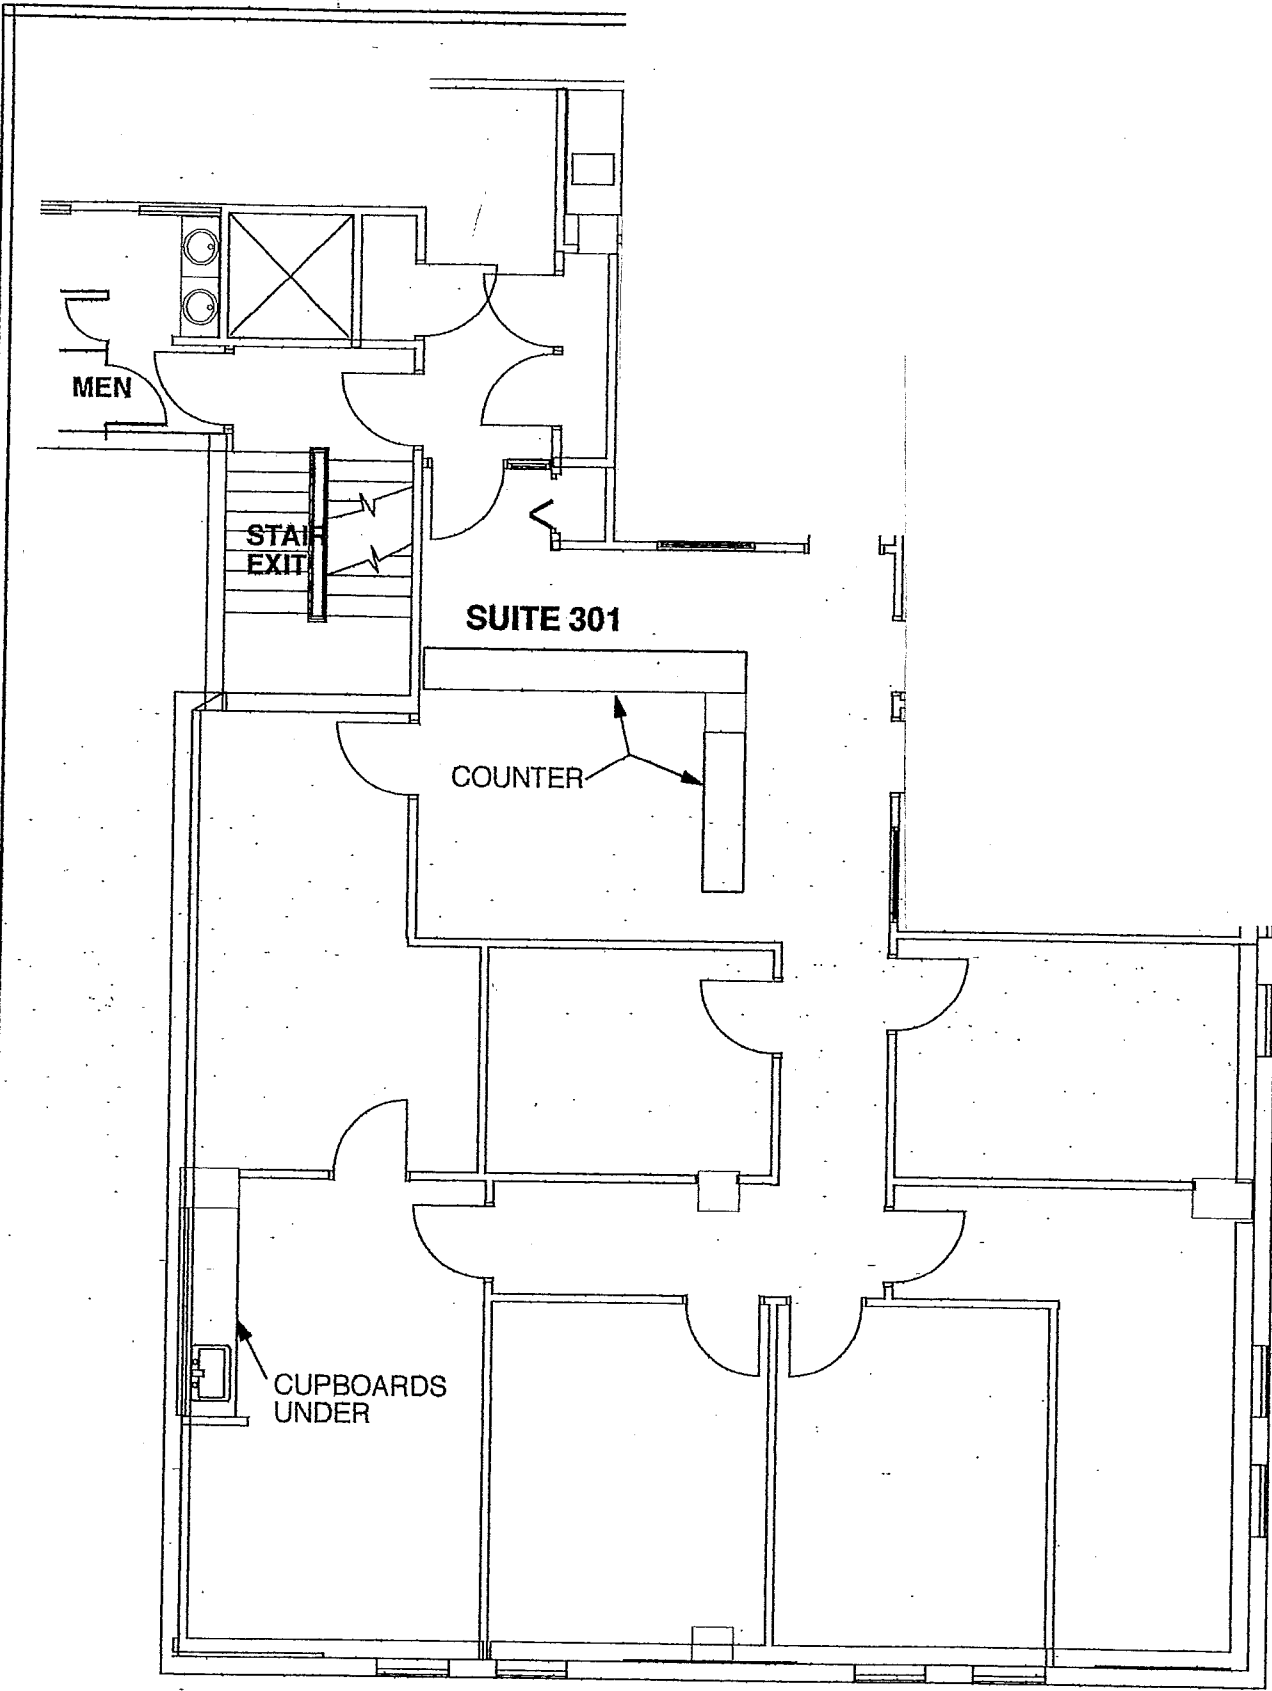 MEN
STAIR
EXIT
SUITE 301
COUNTER
CUPBOARDS
UNDER